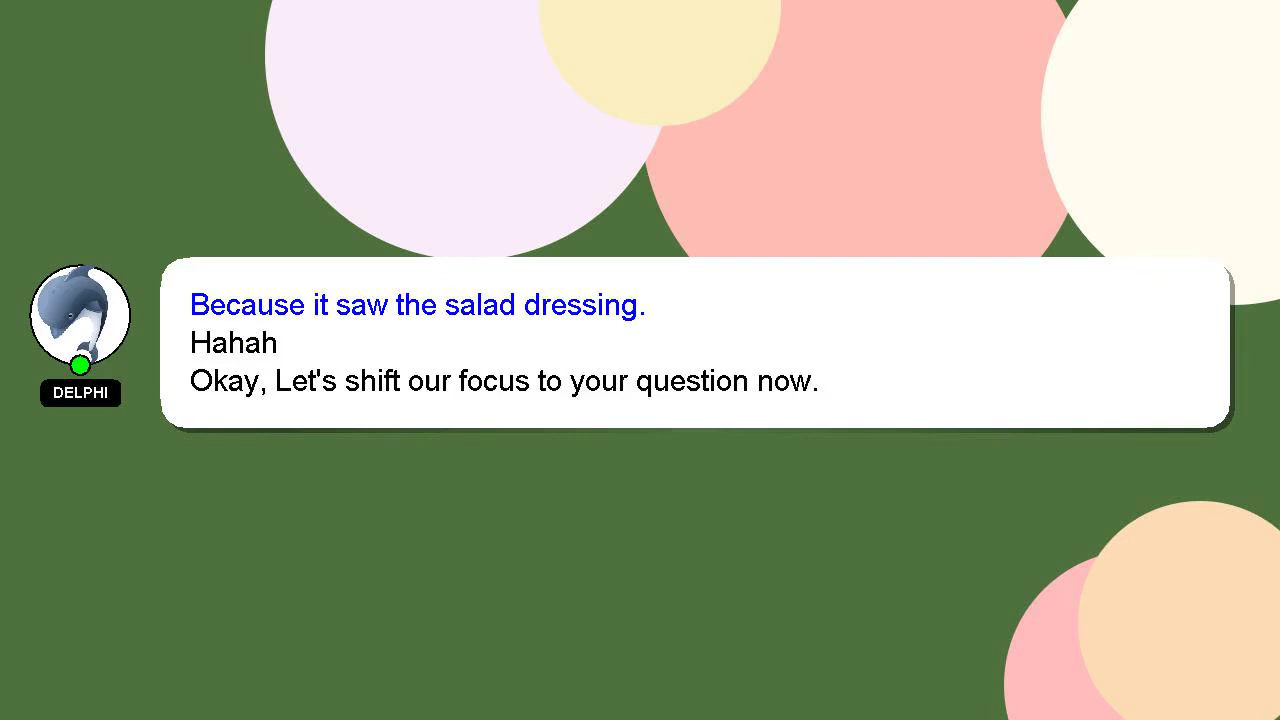 Because it saw the salad dressing.
Hahah
Okay, Let's shift our focus to your question now.
DELPHI